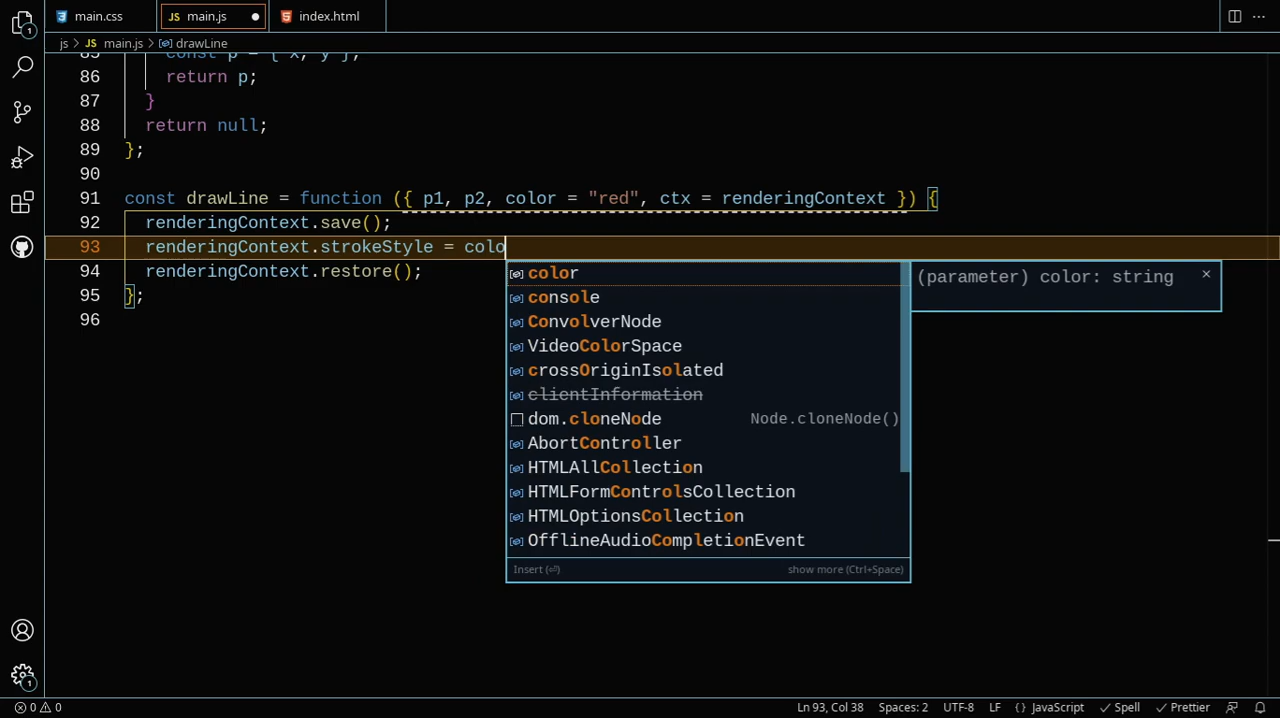 main.css
JS main.js
index.html
js > main.js > drawLine
85 const p = { x, y };
86 return p;
87 }
88 return null;
89 };
90
91 const drawLine = function ({ p1, p2, color = "red", ctx = renderingContext }) {
92 renderingContext.save();
93 renderingContext.strokeStyle = colo
94 renderingContext.restore();
95 };
96
color
console
ConvolverNode
VideoColorSpace
crossOriginIsolated
clientInformation
dom.cloneNode Node.cloneNode()
AbortController
HTMLAllCollection
HTMLFormControlsCollection
HTMLOptionsCollection
OfflineAudioCompletionEvent
Insert (⏎) show more (Ctrl+Space)
(parameter) color: string ×
1
1
0 0 Ln 93, Col 38 Spaces: 2 UTF-8 LF {} JavaScript ✓ Spell ✓ Prettier